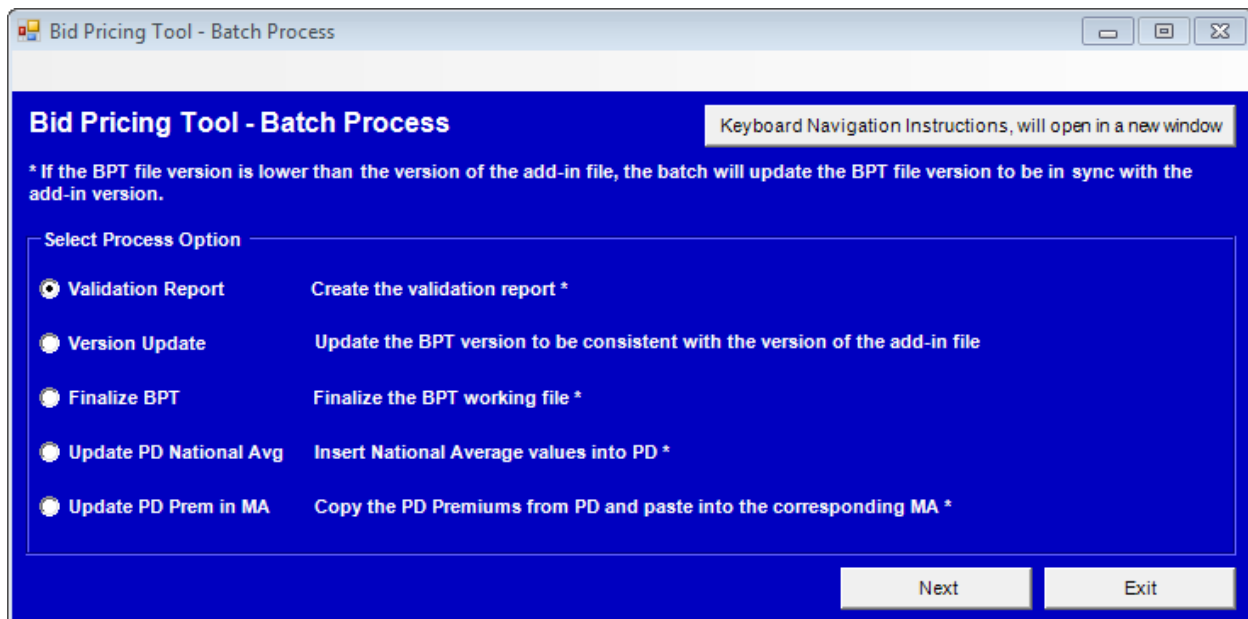 Bid Pricing Tool - Batch Process
Bid Pricing Tool - Batch Process
Keyboard Navigation Instructions, will open in a new window
* If the BPT file version is lower than the version of the add-in file, the batch will update the BPT file version to be in sync with the
add-in version.
Select Process Option
Validation Report Create the validation report *
Version Update Update the BPT version to be consistent with the version of the add-in file
Finalize BPT Finalize the BPT working file *
Update PD National Avg Insert National Average values into PD *
Update PD Prem in MA Copy the PD Premiums from PD and paste into the corresponding MA *
Next Exit